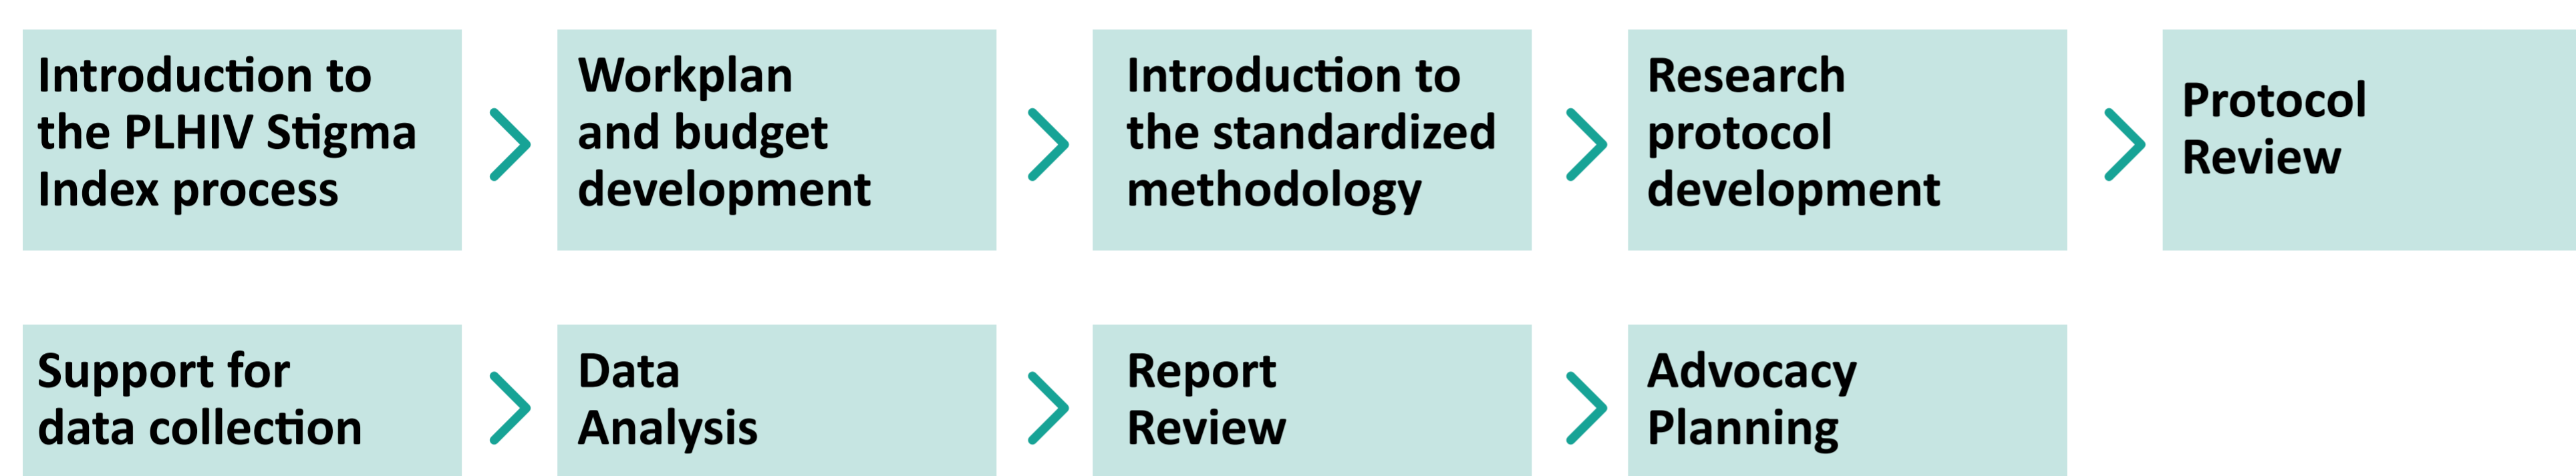 Introduction to
the PLHIV Stigma
Index process
Workplan
and budget
development
Introduction to
the standardized
methodology
Research
protocol
development
Protocol
Review
Support for
data collection
Data
Analysis
Report
Review
Advocacy
Planning